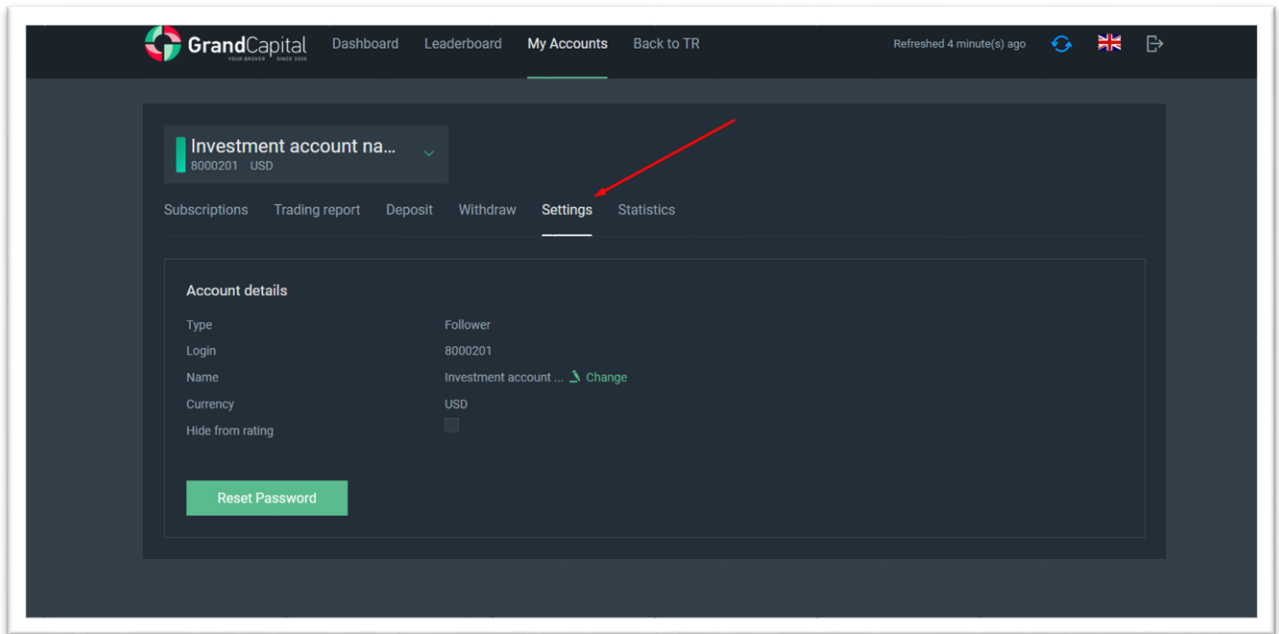 GrandCapital Dashboard Leaderboard My Accounts Back to TR Refreshed 4 minute(s) ago
YOUR BROKER SINCE 2006
Investment account na...
8000201 USD
Subscriptions Trading report Deposit Withdraw Settings Statistics
Account details
Type Follower
Login 8000201
Name Investment account ... Change
Currency USD
Hide from rating
Reset Password